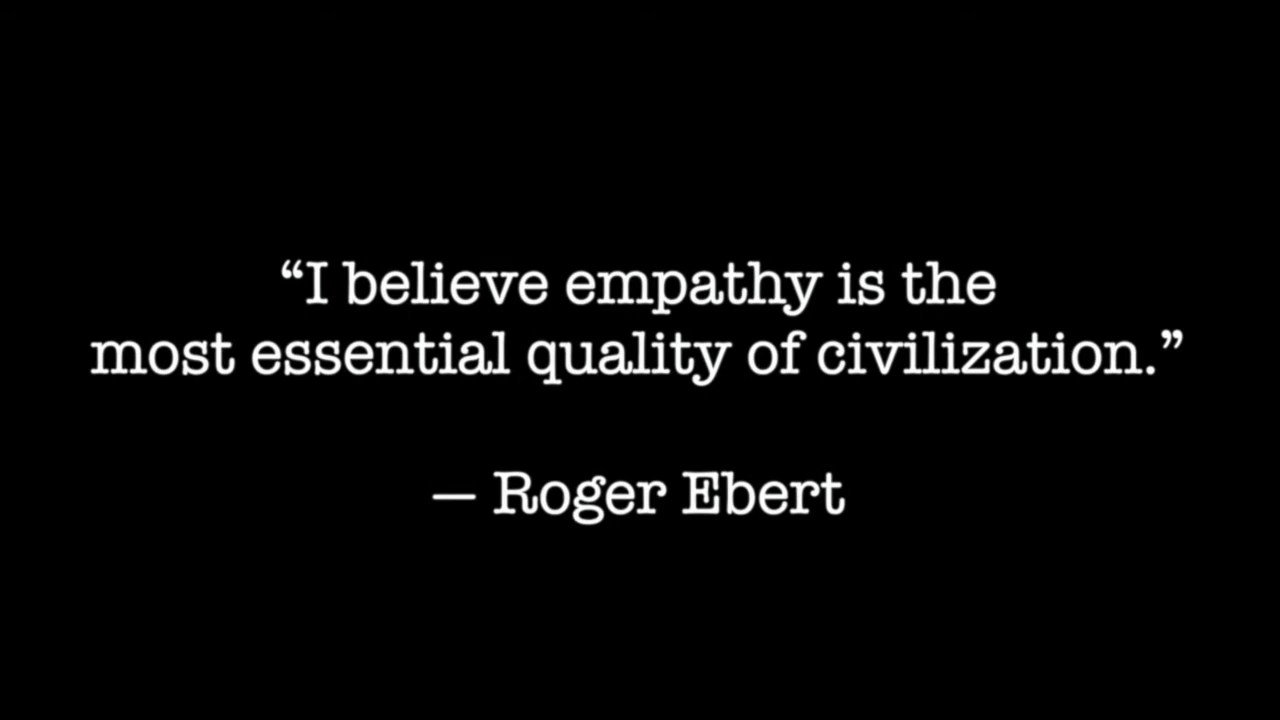 “I believe empathy is the
most essential quality of civilization.”
— Roger Ebert